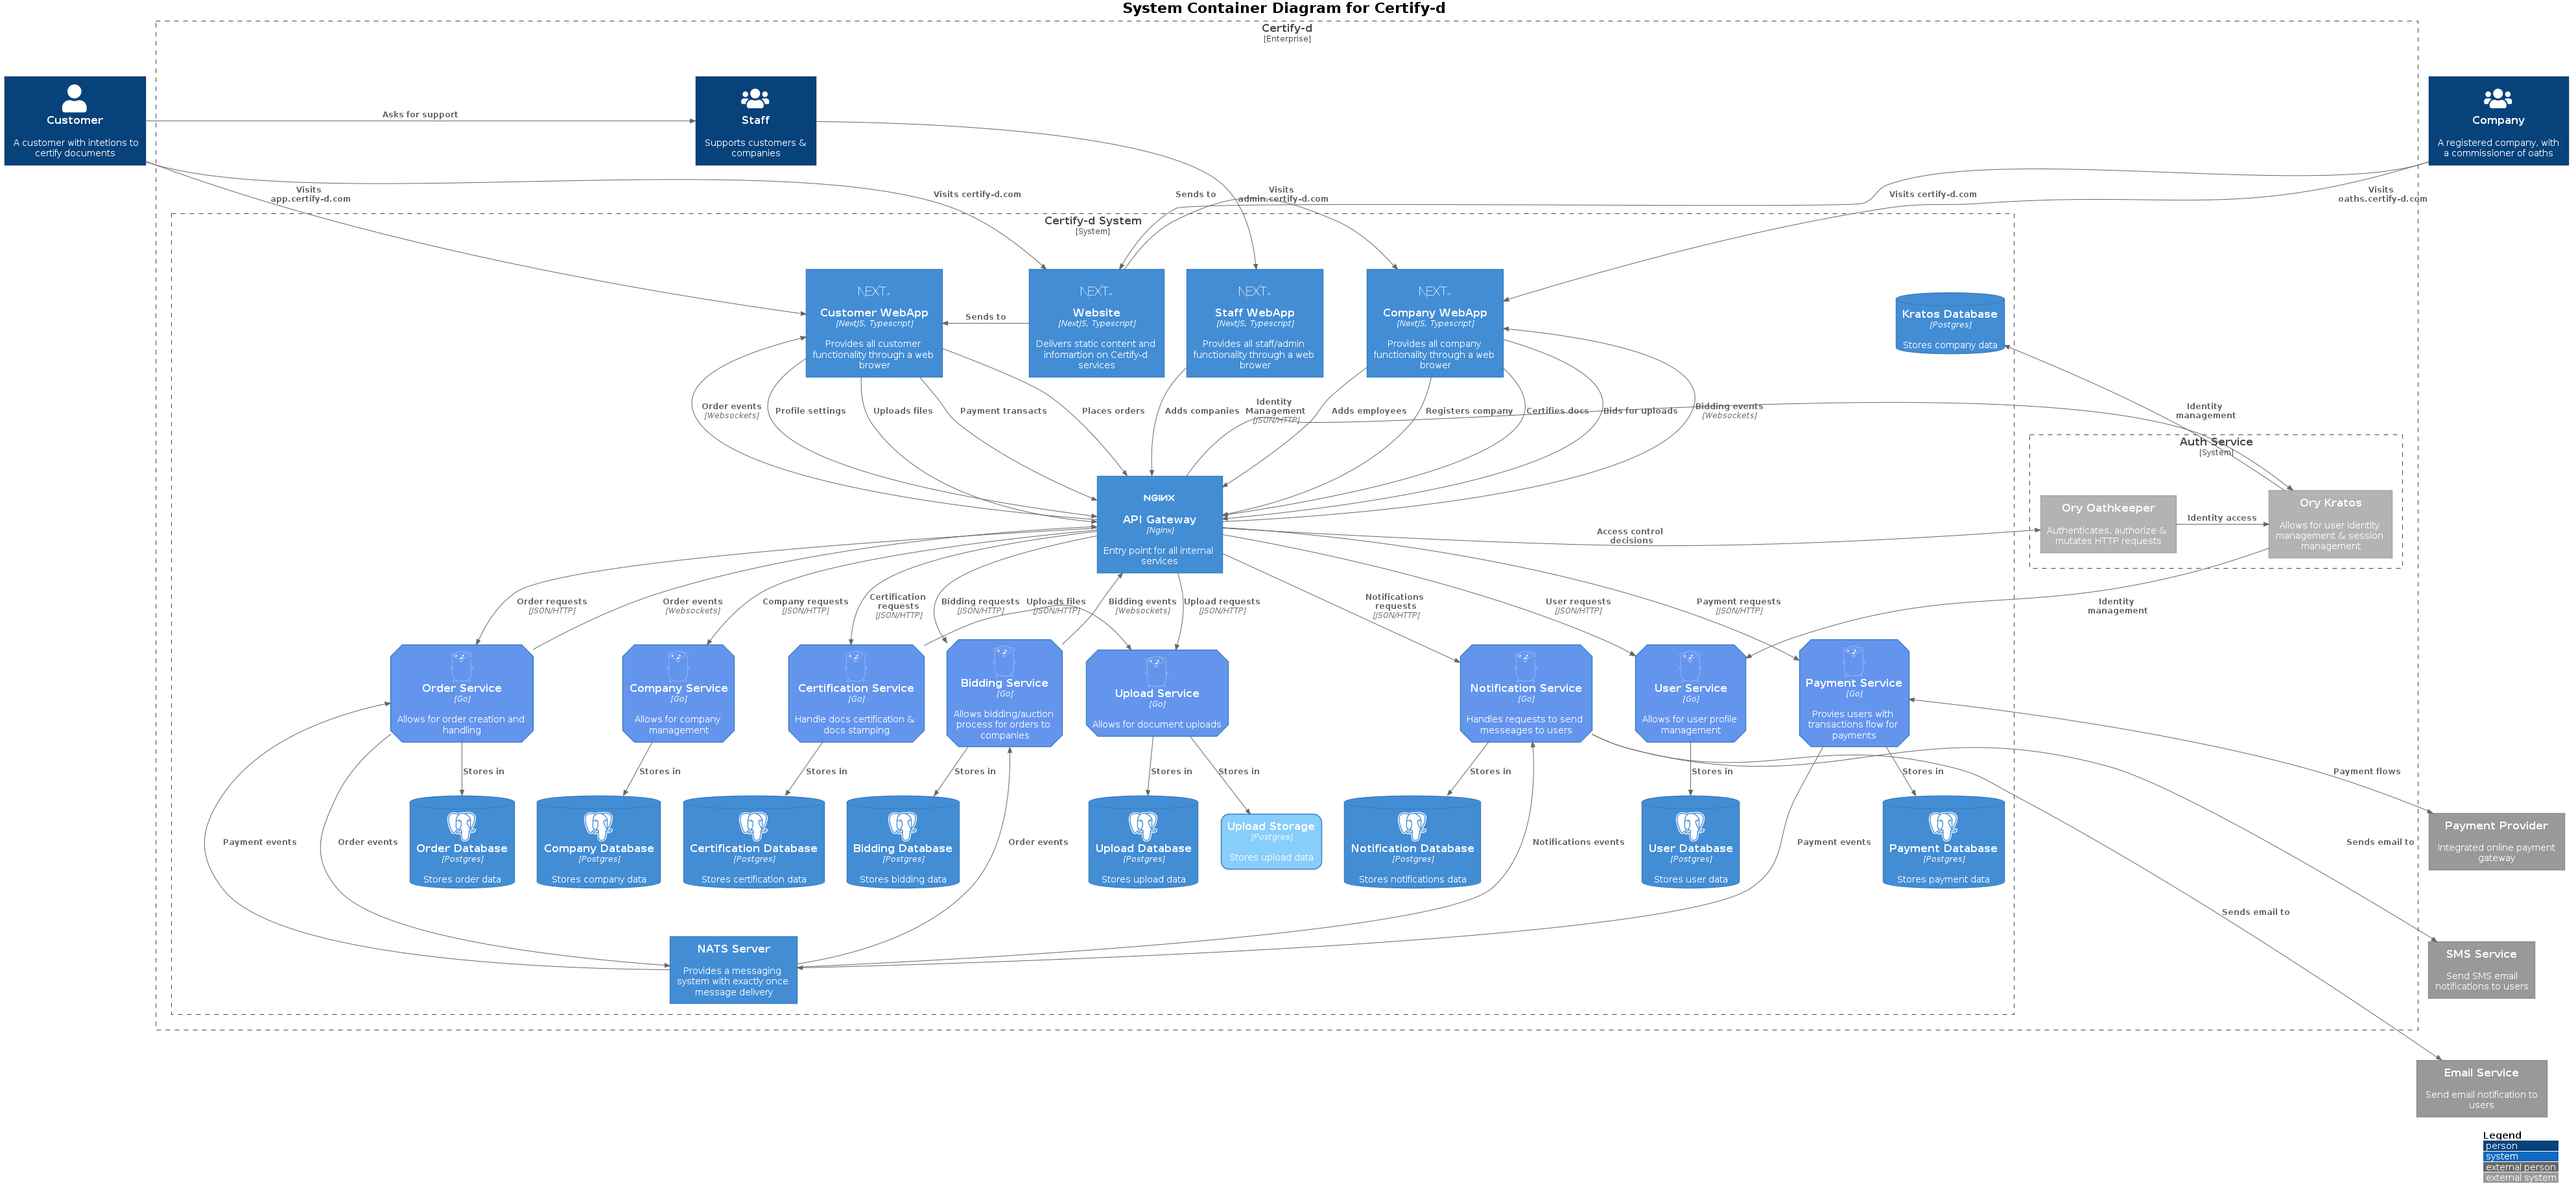 System Container Diagram for Certify-d
Certify-d
[Enterprise]
Customer
A customer with intetions to
certify documents
Asks for support
Staff
Supports customers &
companies
Company
A registered company, with
a commissioner of oaths
Visits
app.certify-d.com
Visits certify-d.com
Sends to
Visits
admin.certify-d.com
Visits certify-d.com
Visits
oaths.certify-d.com
Certify-d System
[System]
NEXT
Customer WebApp
[NextJS, Typescript]
Provides all customer
functionality through a web
brower
Sends to
NEXT
Website
[NextJS, Typescript]
Delivers static content and
infomartion on Certify-d
services
NEXT
Staff WebApp
[NextJS, Typescript]
Provides all staff/admin
functionality through a web
brower
NEXT
Company WebApp
[NextJS, Typescript]
Provides all company
functionality through a web
brower
Kratos Database
[Postgres]
Stores company data
Order events
[Websockets]
Profile settings
Uploads files
Payment transacts
Places orders
Adds companies
Identity
Management
[JSON/HTTP]
Adds employees
Registers company
Certifies docs
Bids for uploads
Bidding events
[Websockets]
Identity
management
Auth Service
[System]
NGINX
API Gateway
[Nginx]
Entry point for all internal
services
Access control
decisions
Ory Oathkeeper
Authenticates, authorize &
mutates HTTP requests
Identity access
Ory Kratos
Allows for user identity
management & session
management
Order requests
[JSON/HTTP]
Order events
[Websockets]
Company requests
[JSON/HTTP]
Certification
requests
[JSON/HTTP]
Bidding requests
[JSON/HTTP]
Uploads files
[JSON/HTTP]
Bidding events
[Websockets]
Upload requests
[JSON/HTTP]
Notifications
requests
[JSON/HTTP]
User requests
[JSON/HTTP]
Payment requests
[JSON/HTTP]
Identity
management
Order Service
[Go]
Allows for order creation and
handling
Company Service
[Go]
Allows for company
management
Certification Service
[Go]
Handle docs certification &
docs stamping
Bidding Service
[Go]
Allows bidding/auction
process for orders to
companies
Upload Service
[Go]
Allows for document uploads
Notification Service
[Go]
Handles requests to send
messeages to users
User Service
[Go]
Allows for user profile
management
Payment Service
[Go]
Provies users with
transactions flow for
payments
Stores in
Stores in
Stores in
Stores in
Stores in
Stores in
Stores in
Stores in
Stores in
Payment flows
Payment events
Order events
Order Database
[Postgres]
Stores order data
Company Database
[Postgres]
Stores company data
Certification Database
[Postgres]
Stores certification data
Bidding Database
[Postgres]
Stores bidding data
Order events
Upload Database
[Postgres]
Stores upload data
Upload Storage
[Postgres]
Stores upload data
Notification Database
[Postgres]
Stores notifications data
Notifications events
User Database
[Postgres]
Stores user data
Payment events
Payment Database
[Postgres]
Stores payment data
Sends email to
Payment Provider
Integrated online payment
gateway
Sends email to
NATS Server
Provides a messaging
system with exactly once
message delivery
SMS Service
Send SMS email
notifications to users
Email Service
Send email notification to
users
Legend
person
system
external person
external system